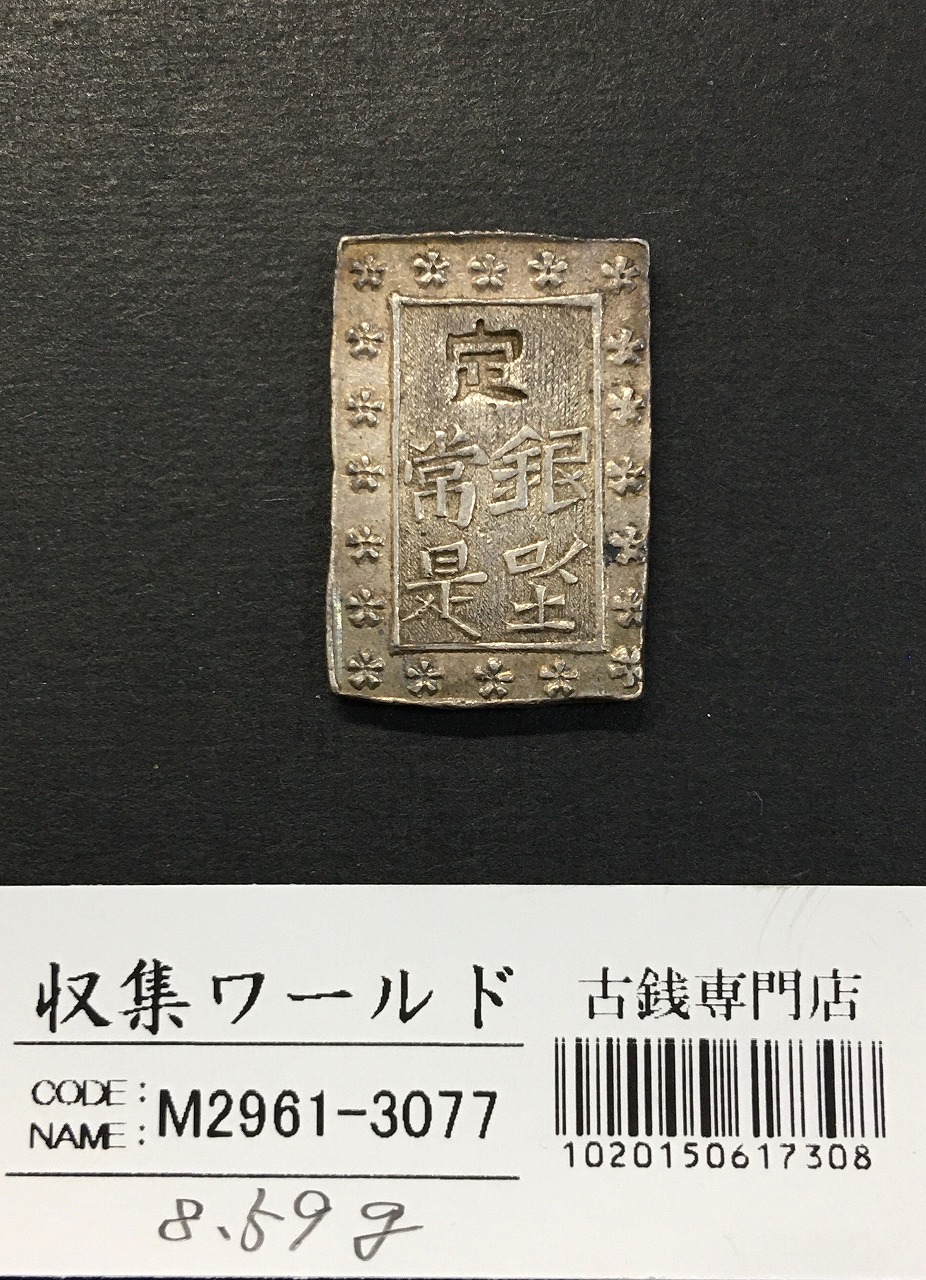 定
常銀
是座
収集ワールド
古銭専門店
CODE:
NAME:
M2961-3077
1020150617308
8.59g